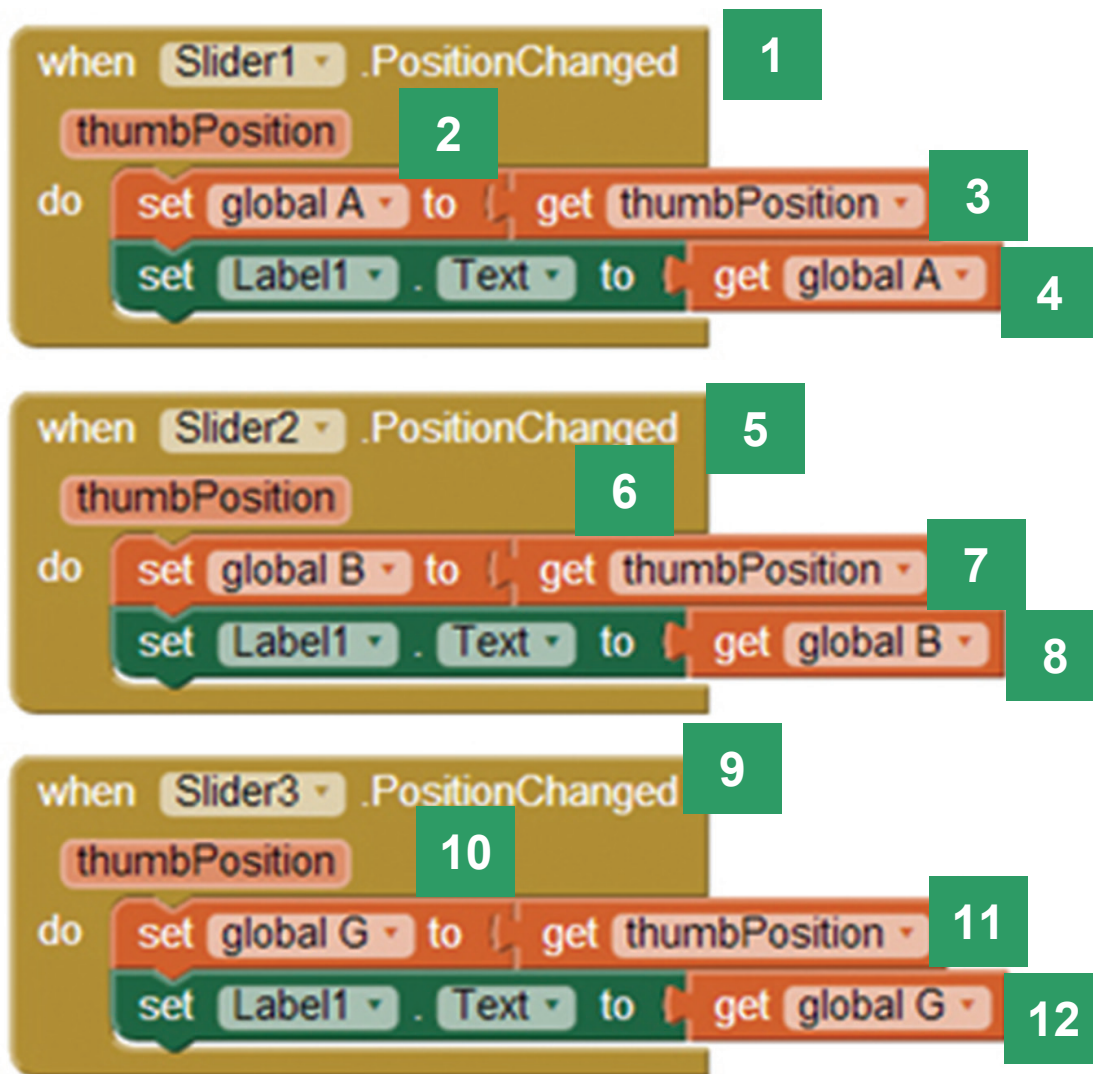 when Slider1 .PositionChanged 1
thumbPosition 2
do set global A to get thumbPosition 3
set Label1 . Text to get global A 4
when Slider2 .PositionChanged 5
thumbPosition 6
do set global B to get thumbPosition 7
set Label1 . Text to get global B 8
when Slider3 .PositionChanged 9
thumbPosition 10
do set global G to get thumbPosition 11
set Label1 . Text to get global G 12